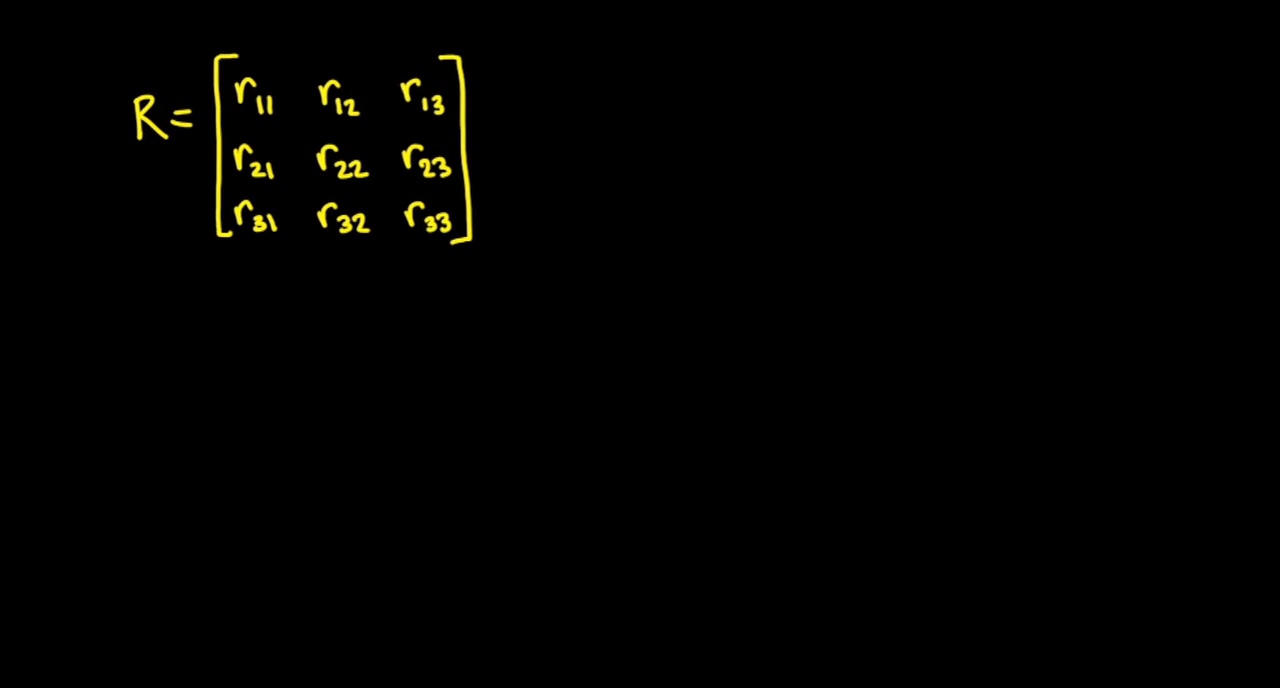 R = [ r₁₁ r₁₂ r₁₃
r₂₁ r₂₂ r₂₃
r₃₁ r₃₂ r₃₃ ]